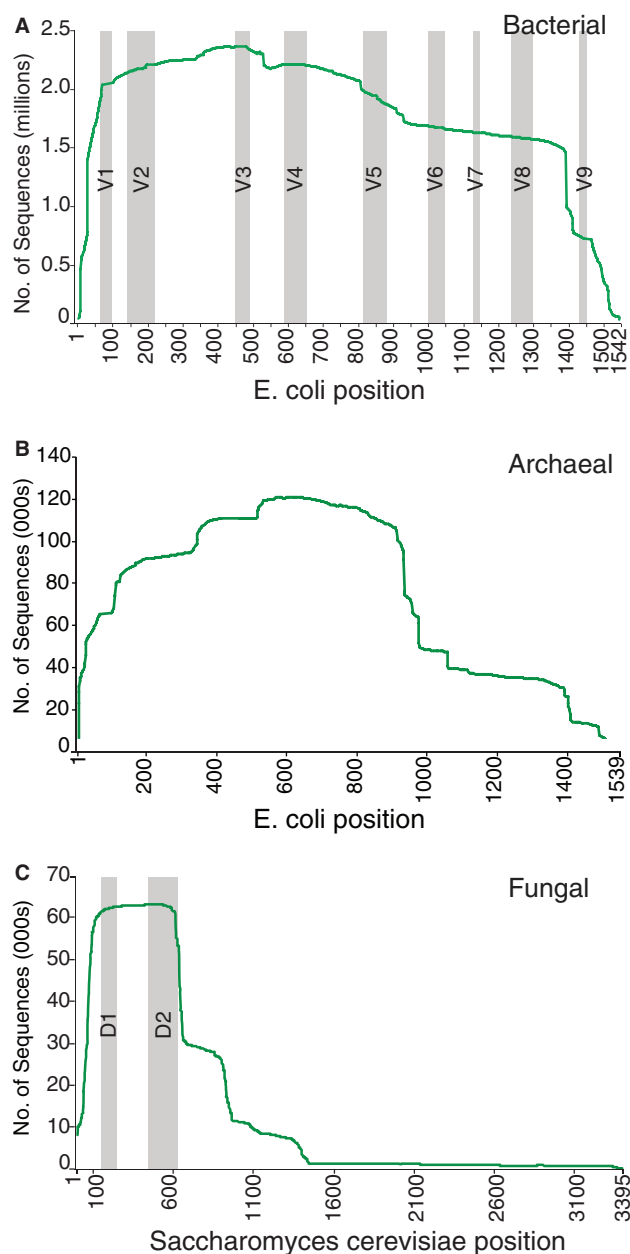 A
Bacterial
No. of Sequences (millions)
2.5
2.0
1.5
1.0
0.5
0
V1 V2 V3 V4 V5 V6 V7 V8 V9
1 100 200 300 400 500 600 700 800 900 1000 1100 1200 1300 1400 1500 1542
E. coli position
B
Archaeal
No. of Sequences (000s)
140
120
100
80
60
40
20
0
1 200 400 600 800 1000 1200 1400 1539
E. coli position
C
Fungal
No. of Sequences (000s)
70
60
50
40
30
20
10
0
D1 D2
1 100 600 1100 1600 2100 2600 3100 3395
Saccharomyces cerevisiae position